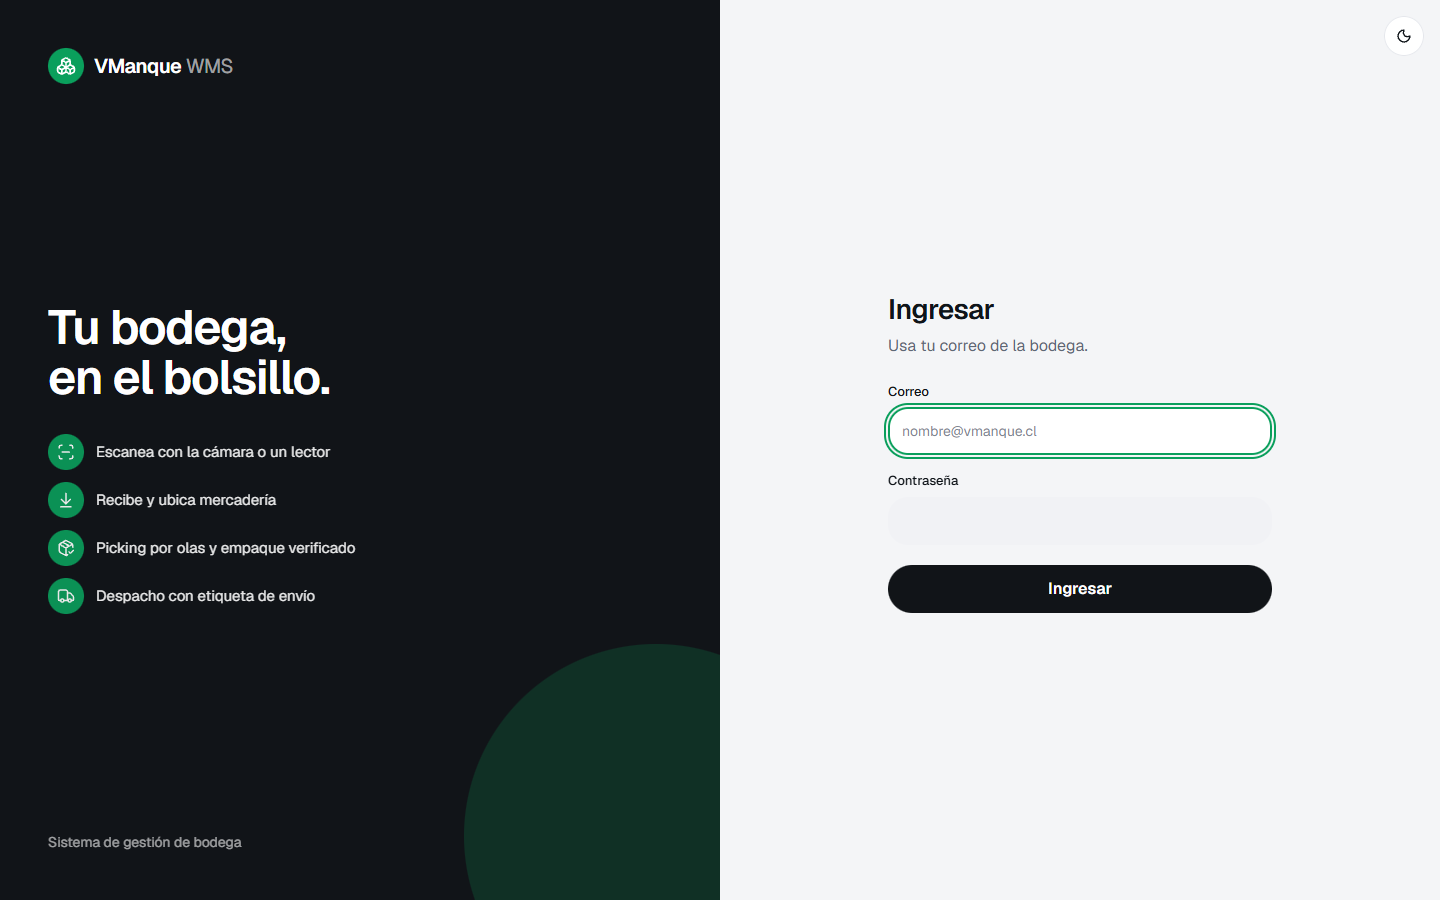 VManque WMS
Tu bodega,
en el bolsillo.
Escanea con la cámara o un lector
Recibe y ubica mercadería
Picking por olas y empaque verificado
Despacho con etiqueta de envío
Sistema de gestión de bodega
Ingresar
Usa tu correo de la bodega.
Correo
nombre@vmanque.cl
Contraseña
Ingresar